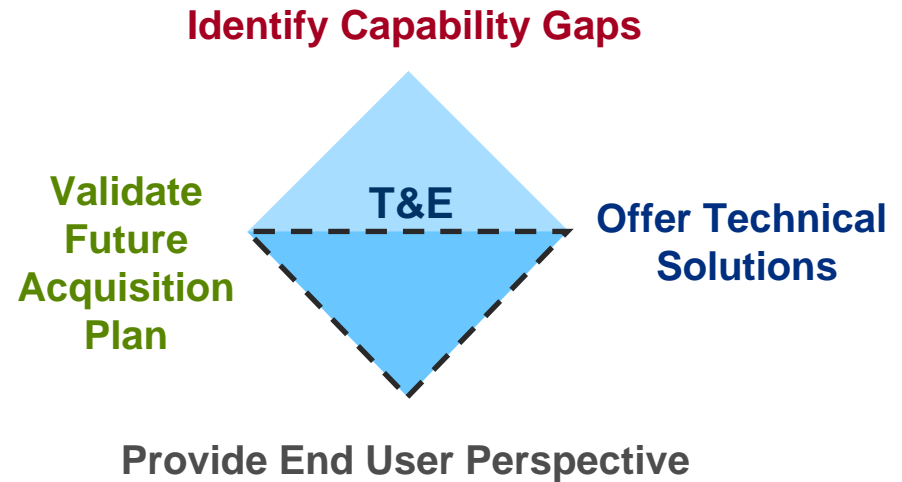 Identify Capability Gaps
Validate
Future
Acquisition
Plan
T&E
Offer Technical
Solutions
Provide End User Perspective